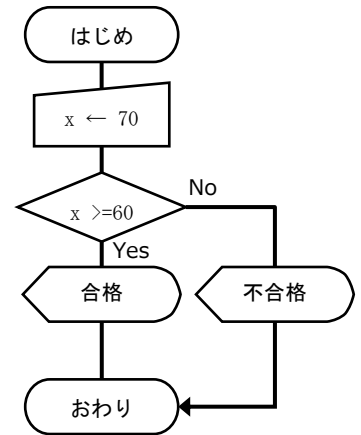 はじめ
x ← 70
x >=60
No
Yes
合格
不合格
おわり